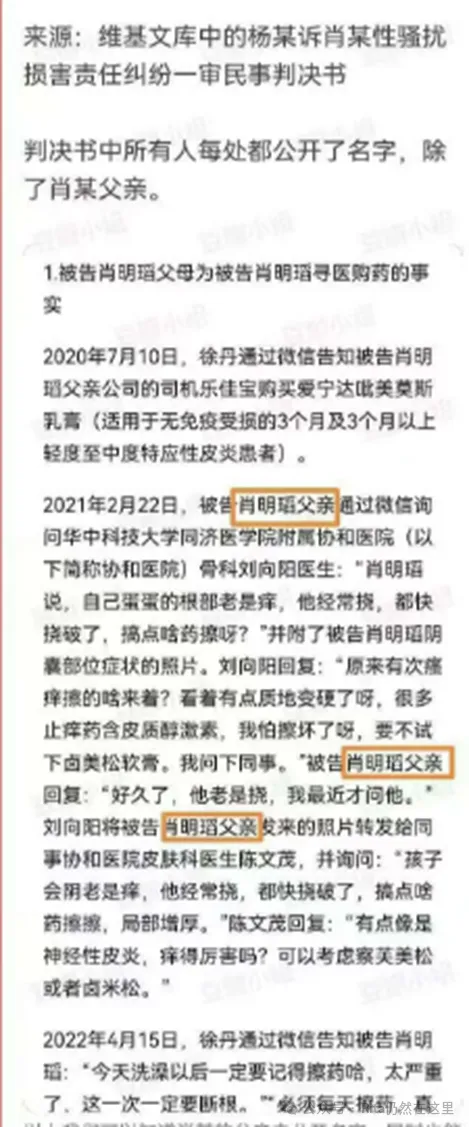 来源：维基文库中的杨某诉肖某性骚扰
损害责任纠纷一审民事判决书
判决书中所有人每处都公开了名字，除
了肖某父亲。
1.被告肖明瑫父母为被告肖明瑫寻医购药的事
实
2020年7月10日，徐丹通过微信告知被告肖明
瑫父亲公司的司机乐佳宝购买爱宁达吡美莫斯
乳膏（适用于无免疫受损的3个月及3个月以上
轻度至中度特应性皮炎患者）。
2021年2月22日，被告肖明瑫父亲通过微信询
问华中科技大学同济医学院附属协和医院（以
下简称协和医院）骨科刘向阳医生：“肖明瑫
说，自己蛋蛋的根部老是痒，他经常挠，都快
挠破了，搞点啥药擦呀？”并附了被告肖明瑫阴
囊部位症状的照片。刘向阳回复：“原来有次瘙
痒擦的啥来着？看着有点质地变硬了呀，很多
止痒药含皮质醇激素，我怕擦坏了呀，要不试
下卤美松软膏。我问下同事。”被告肖明瑫父亲
回复：“好久了，他老是挠，我最近才问他。”
刘向阳将被告肖明瑫父亲发来的照片转发给同
事协和医院皮肤科医生陈文茂，并询问：“孩子
会阴老是痒，他经常挠，都快挠破了，搞点啥
药擦擦，局部增厚。”陈文茂回复：“有点像是
神经性皮炎，痒得厉害吗？可以考虑察芙美松
或者卤米松。”
2022年4月15日，徐丹通过微信告知被告肖明
瑫：“今天洗澡以后一定要记得擦药哈，太严重
了，这一次一定要断根。”“必须每天擦药，真